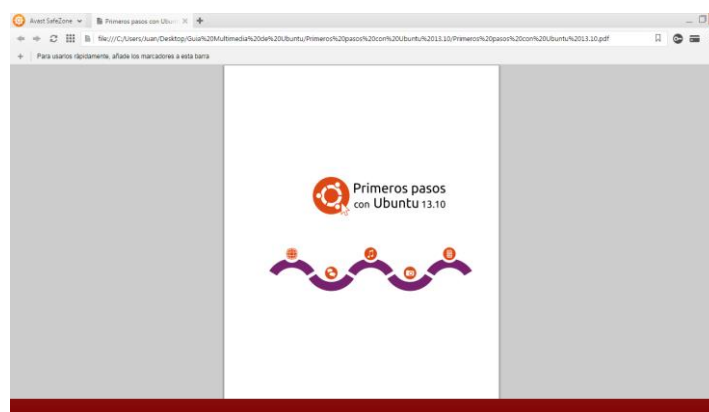 Avast SafeZone
Primeros pasos con Ubun
file:///C:/Users/Juan/Desktop/Guia%20Multimedia%20de%20Ubuntu/Primeros%20pasos%20con%20Ubuntu%2013.10/Primeros%20pasos%20con%20Ubuntu%2013.10.pdf
Para usarlos rápidamente, añade los marcadores a esta barra
Primeros pasos
con Ubuntu 13.10